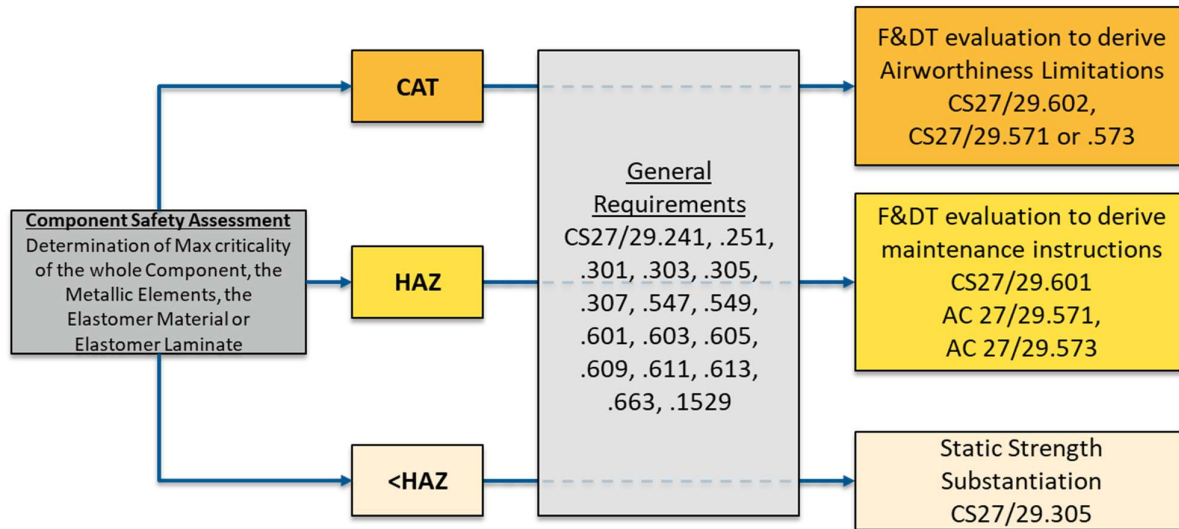 Component Safety Assessment
Determination of Max criticality
of the whole Component, the
Metallic Elements, the
Elastomer Material or
Elastomer Laminate
CAT
HAZ
<HAZ
General
Requirements
CS27/29.241, .251,
.301, .303, .305,
.307, .547, .549,
.601, .603, .605,
.609, .611, .613,
.663, .1529
F&DT evaluation to derive
Airworthiness Limitations
CS27/29.602,
CS27/29.571 or .573
F&DT evaluation to derive
maintenance instructions
CS27/29.601
AC 27/29.571,
AC 27/29.573
Static Strength
Substantiation
CS27/29.305